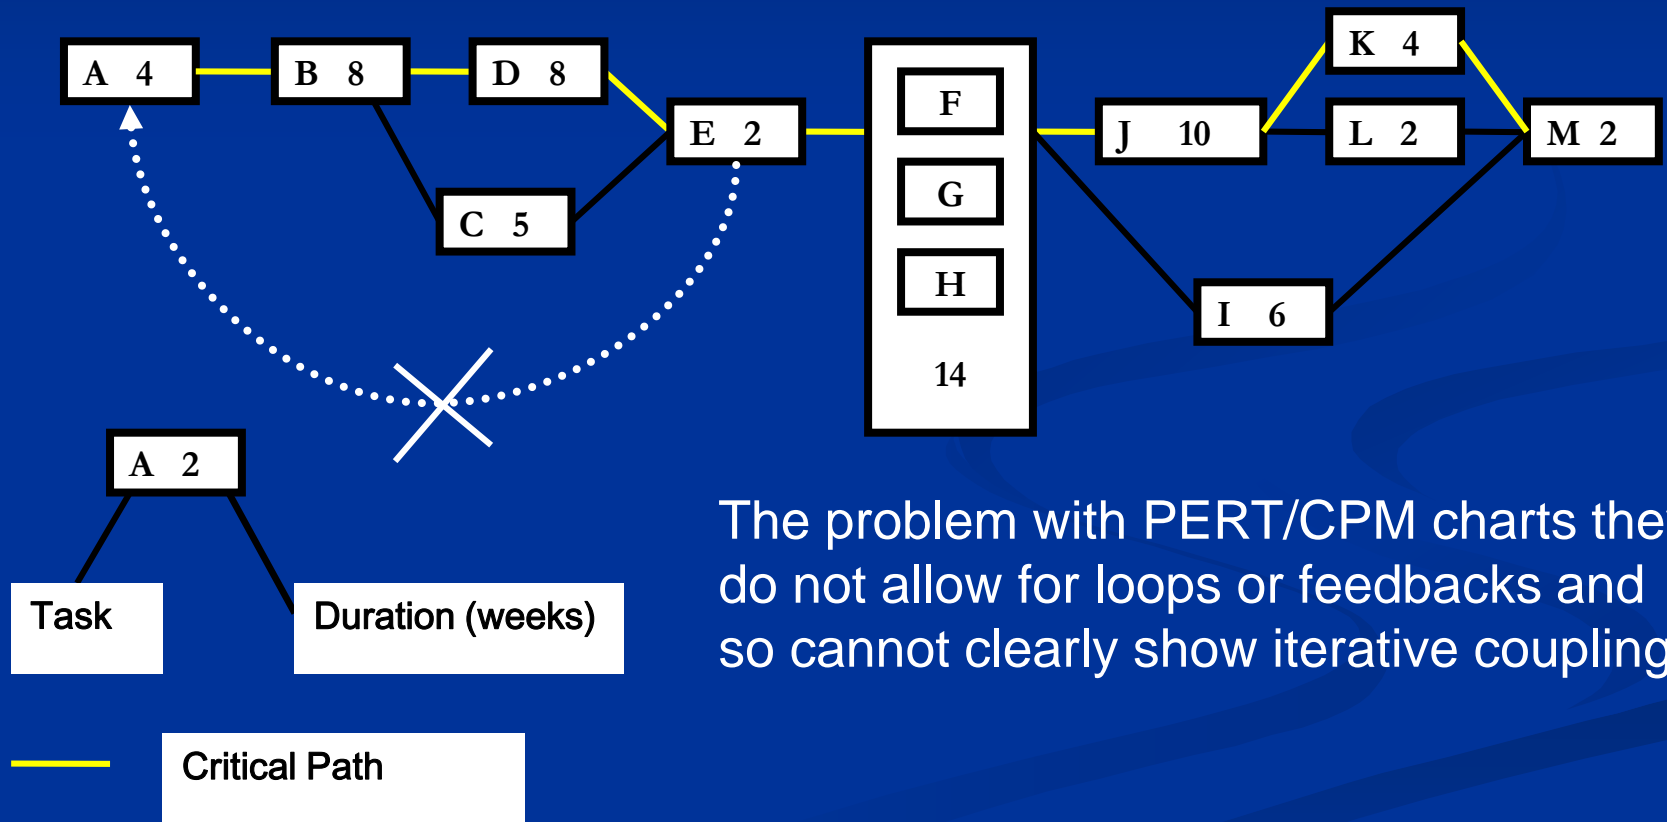 A 4
B 8
D 8
E 2
C 5
F
G
H
14
J 10
K 4
L 2
M 2
I 6
A 2
Task
Duration (weeks)
Critical Path
The problem with PERT/CPM charts the
do not allow for loops or feedbacks and
so cannot clearly show iterative coupling